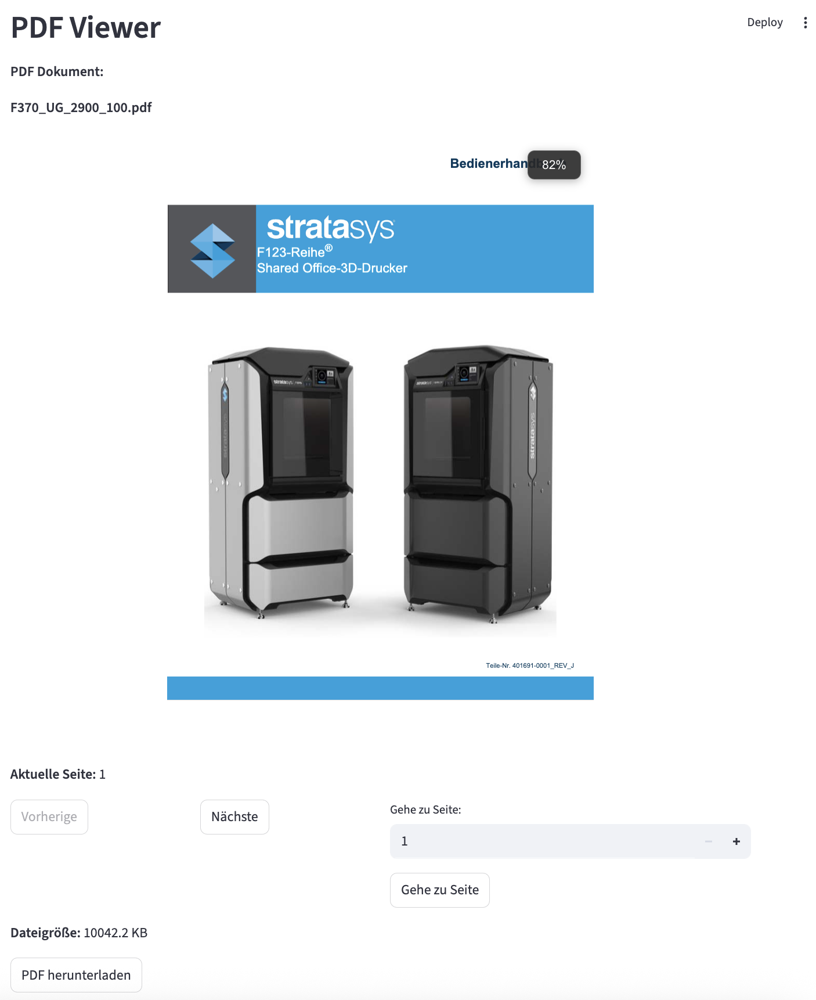 PDF Viewer
Deploy
PDF Dokument:
F370_UG_2900_100.pdf
82%
stratasys
F123-Reihe®
Shared Office-3D-Drucker
stratasys
stratasys
stratasys
stratasys
Teile-Nr. 401691-0001_REV_J
Aktuelle Seite: 1
Vorherige
Nächste
Gehe zu Seite:
1
Gehe zu Seite
Dateigröße: 10042.2 KB
PDF herunterladen